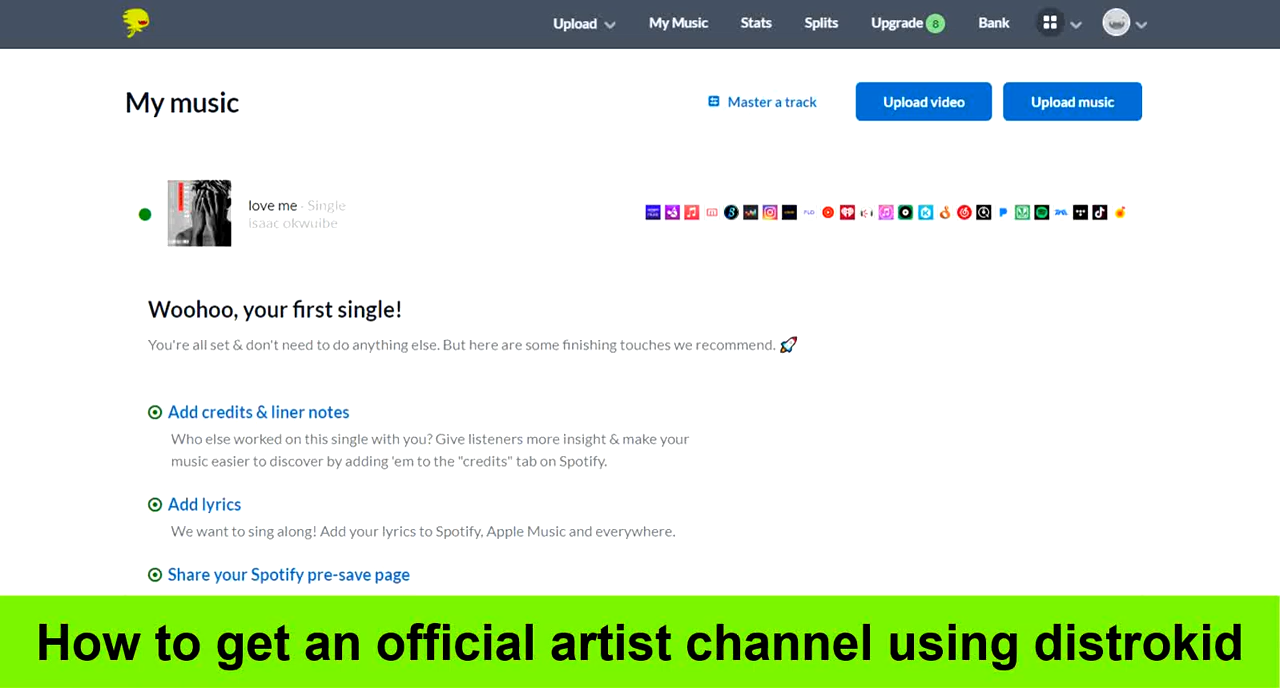 Upload My Music Stats Splits Upgrade 8 Bank
My music
Master a track
Upload video
Upload music
love me - Single
isaac okwuibe
Woohoo, your first single!
You're all set & don't need to do anything else. But here are some finishing touches we recommend. 🚀
Add credits & liner notes
Who else worked on this single with you? Give listeners more insight & make your
music easier to discover by adding 'em to the "credits" tab on Spotify.
Add lyrics
We want to sing along! Add your lyrics to Spotify, Apple Music and everywhere.
Share your Spotify pre-save page
How to get an official artist channel using distrokid